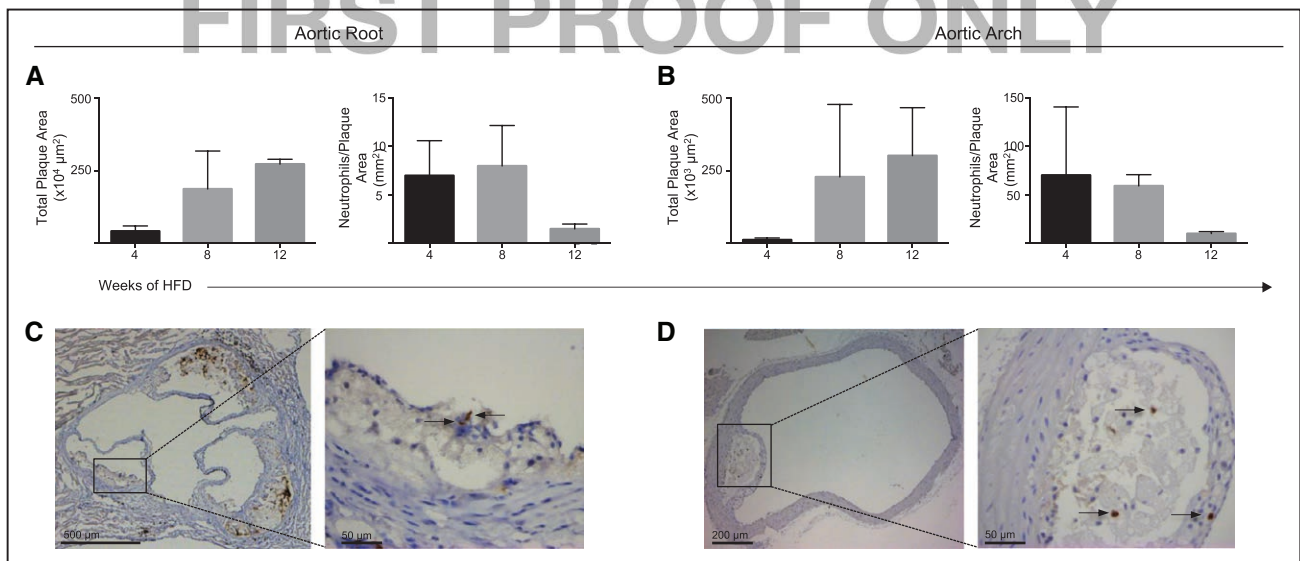 FIRST PROOF ONLY
Aortic Root
Aortic Arch
A
Total Plaque Area
(x10⁴ µm²)
500
250
4
8
12
Neutrophils/Plaque
Area
(mm²)
15
10
5
4
8
12
B
Total Plaque Area
(x10³ µm²)
500
250
4
8
12
Neutrophils/Plaque
Area
(mm²)
150
100
50
4
8
12
Weeks of HFD
C
500 µm
50 µm
D
200 µm
50 µm